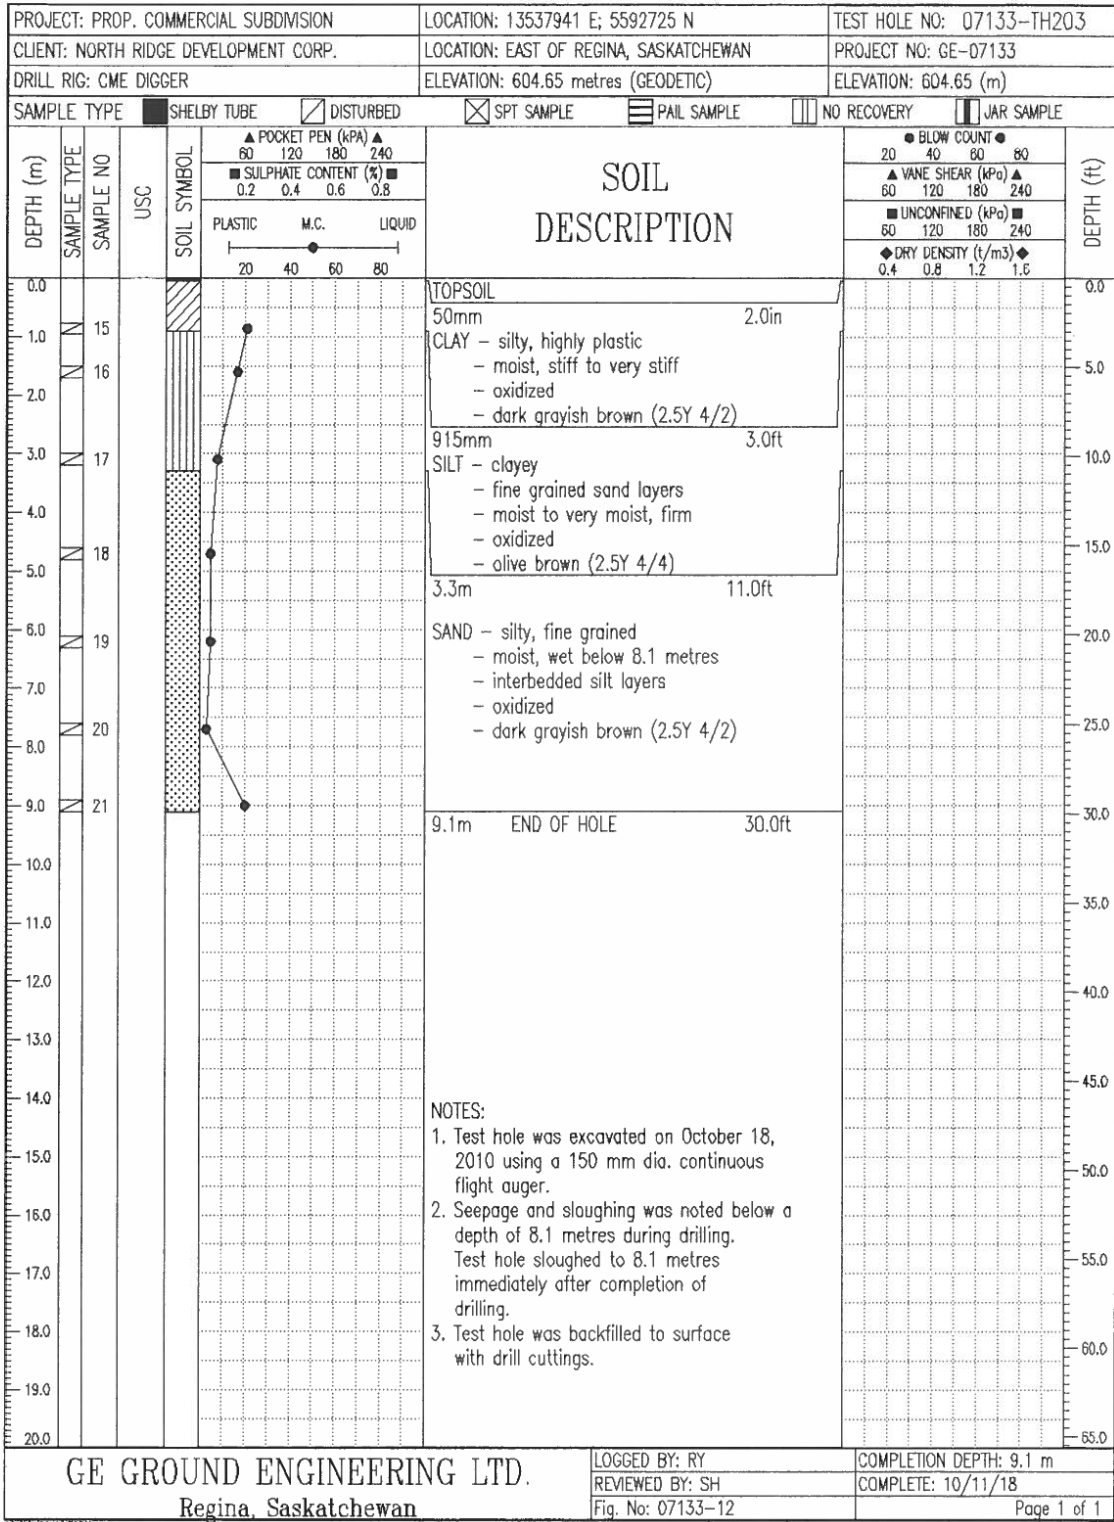 PROJECT: PROP. COMMERCIAL SUBDIVISION
LOCATION: 13537941 E; 5592725 N
TEST HOLE NO: 07133-TH203
CLIENT: NORTH RIDGE DEVELOPMENT CORP.
LOCATION: EAST OF REGINA, SASKATCHEWAN
PROJECT NO: GE-07133
DRILL RIG: CME DIGGER
ELEVATION: 604.65 metres (GEODETIC)
ELEVATION: 604.65 (m)
SAMPLE TYPE SHELBY TUBE DISTURBED SPT SAMPLE PAIL SAMPLE NO RECOVERY JAR SAMPLE
DEPTH (m)
SAMPLE TYPE
SAMPLE NO
USC
SOIL SYMBOL
▲ POCKET PEN (kPA) ▲
60 120 180 240
■ SULPHATE CONTENT (%) ■
0.2 0.4 0.6 0.8
PLASTIC M.C. LIQUID
20 40 60 80
SOIL
DESCRIPTION
● BLOW COUNT ●
20 40 60 80
▲ VANE SHEAR (kPa) ▲
60 120 180 240
■ UNCONFINED (kPa) ■
60 120 180 240
◆ DRY DENSITY (t/m3) ◆
0.4 0.8 1.2 1.6
DEPTH (ft)
0.0
1.0
2.0
3.0
4.0
5.0
6.0
7.0
8.0
9.0
10.0
11.0
12.0
13.0
14.0
15.0
16.0
17.0
18.0
19.0
20.0
15
16
17
18
19
20
21
TOPSOIL
50mm 2.0in
CLAY - silty, highly plastic
- moist, stiff to very stiff
- oxidized
- dark grayish brown (2.5Y 4/2)
915mm 3.0ft
SILT - clayey
- fine grained sand layers
- moist to very moist, firm
- oxidized
- olive brown (2.5Y 4/4)
3.3m 11.0ft
SAND - silty, fine grained
- moist, wet below 8.1 metres
- interbedded silt layers
- oxidized
- dark grayish brown (2.5Y 4/2)
9.1m END OF HOLE 30.0ft
NOTES:
1. Test hole was excavated on October 18,
2010 using a 150 mm dia. continuous
flight auger.
2. Seepage and sloughing was noted below a
depth of 8.1 metres during drilling.
Test hole sloughed to 8.1 metres
immediately after completion of
drilling.
3. Test hole was backfilled to surface
with drill cuttings.
0.0
5.0
10.0
15.0
20.0
25.0
30.0
35.0
40.0
45.0
50.0
55.0
60.0
65.0
GE GROUND ENGINEERING LTD.
Regina, Saskatchewan
LOGGED BY: RY
COMPLETION DEPTH: 9.1 m
REVIEWED BY: SH
COMPLETE: 10/11/18
Fig. No: 07133-12
Page 1 of 1